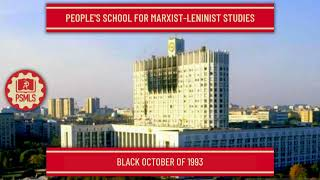 PEOPLE'S SCHOOL FOR MARXIST-LENINIST STUDIES
PSMLS
BLACK OCTOBER OF 1993